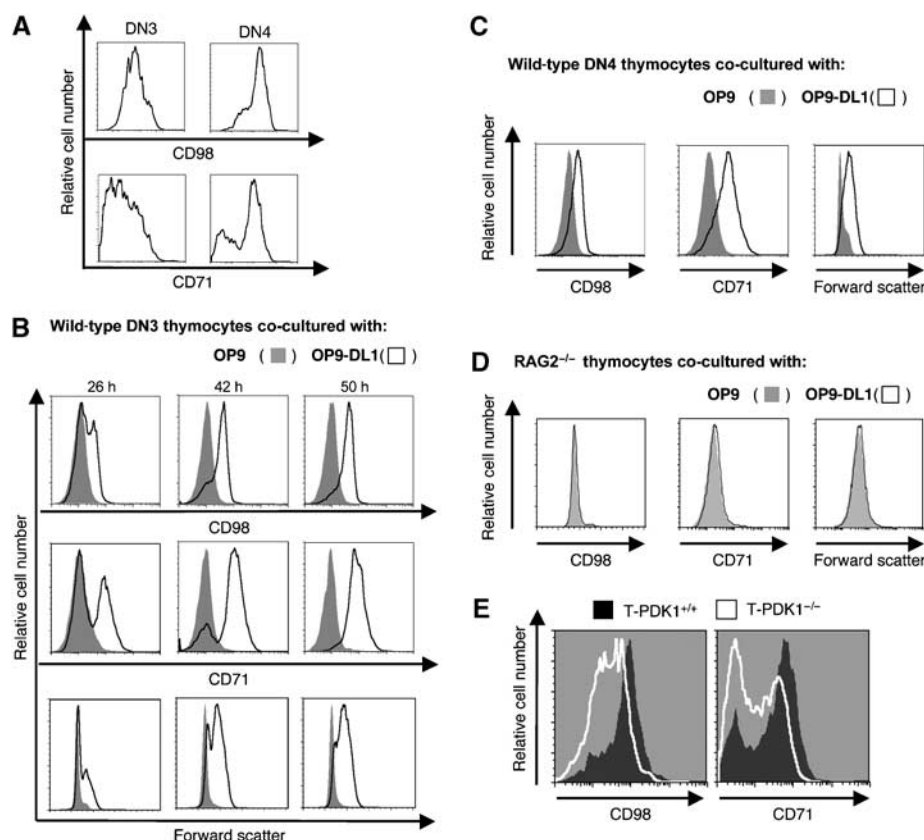 A
DN3 DN4
Relative cell number
CD98
CD71
B Wild-type DN3 thymocytes co-cultured with:
OP9 ( ) OP9-DL1( )
26 h 42 h 50 h
Relative cell number
CD98
Relative cell number
CD71
Forward scatter
C
Wild-type DN4 thymocytes co-cultured with:
OP9 ( ) OP9-DL1( )
Relative cell number
CD98 CD71 Forward scatter
D RAG2−/− thymocytes co-cultured with:
OP9 ( ) OP9-DL1( )
Relative cell number
CD98 CD71 Forward scatter
E
T-PDK1+/+ T-PDK1−/−
Relative cell number
CD98 CD71